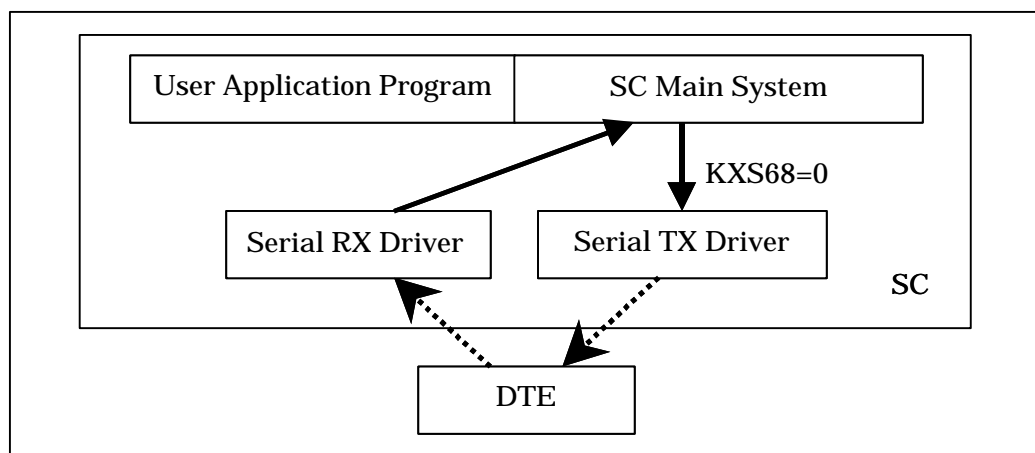 User Application Program
SC Main System
KXS68=0
Serial RX Driver
Serial TX Driver
SC
DTE